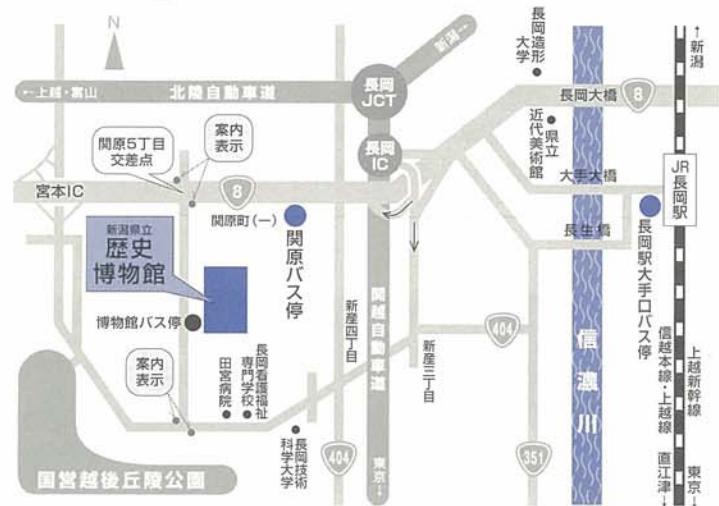 N
←上越・富山
北陸自動車道
新潟→
長岡
JCT
長岡
IC
長岡造形
大学
長岡大橋
8
県立
近代美術館
大手大橋
長生橋
↑新潟
JR
長岡
駅
長岡駅大手口バス停
関原5丁目
交差点
案内
表示
宮本IC
8
関原町(一)
関原バス停
新潟県立
歴史
博物館
博物館バス停
案内
表示
田宮病院
長岡看護福祉
専門学校
長岡技術
科学大学
新産四丁目
関越自動車道
新産三丁目
404
404
351
信濃川
信越本線・上越線
上越新幹線
直江津↓
東京↓
東京↓
国営越後丘陵公園